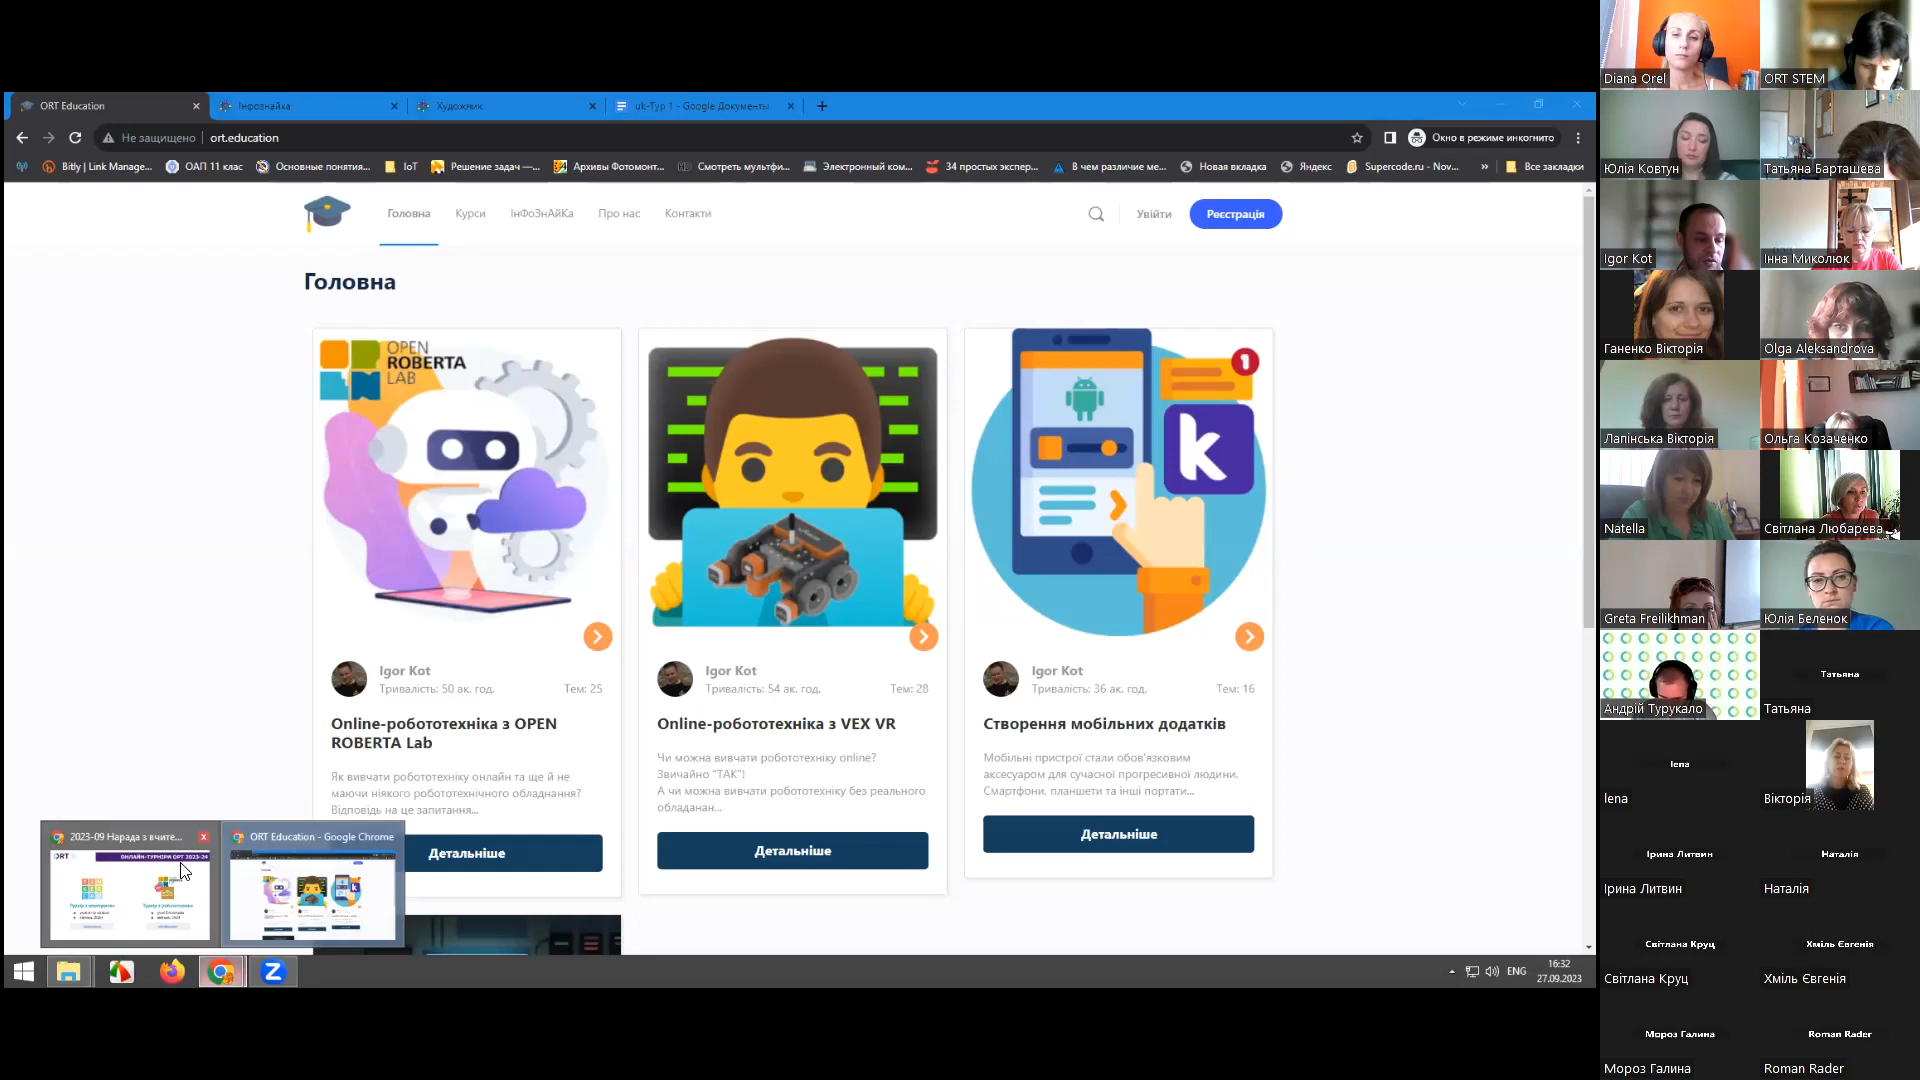 ORT Education
Інфознайка
Художник
uk-Тур 1 - Google Документы
Не защищено
ort.education
Окно в режиме инкогнито
Bitly | Link Manage...
ОАП 11 класс
Основные понятия...
IoT
Решение задач —...
Архивы Фотомонт...
Смотреть мультфи...
Электронный ком...
34 простых экспер...
В чем различие ме...
Новая вкладка
Яндекс
Supercode.ru - Nov...
»
Все закладки
Головна
Курси
ІнФоЗнАйКа
Про нас
Контакти
Увійти
Реєстрація
Головна
OPEN
ROBERTA
LAB
1
k
Igor Kot
Тривалість: 50 ак. год.
Тем: 25
Online-робототехніка з OPEN
ROBERTA Lab
Як вивчати робототехніку онлайн та ще й не
маючи ніякого робототехнічного обладнання?
Відповідь на це запитання...
Детальніше
Igor Kot
Тривалість: 54 ак. год.
Тем: 28
Online-робототехніка з VEX VR
Чи можна вивчати робототехніку online?
Звичайно "ТАК"!
А чи можна вивчати робототехніку без реального
обладнан...
Детальніше
Igor Kot
Тривалість: 36 ак. год.
Тем: 16
Створення мобільних додатків
Мобільні пристрої стали обов'язковим
аксесуаром для сучасної прогресивної людини.
Смартфони, планшети та інші портати...
Детальніше
2023-09 Нарада з вчите...
ORT Education - Google Chrome
ORT
ОНЛАЙН-ТУРНІРИ ОРТ 2023-24
ENG
16:32
27.09.2023
Diana Orel
ORT STEM
Юлія Ковтун
Татьяна Барташева
Igor Kot
Інна Миколюк
Ганенко Вікторія
Olga Aleksandrova
Лапінська Вікторія
Ольга Козаченко
Natella
Світлана Любарева
Greta Freilikhman
Юлія Беленок
Андрій Турукало
Татьяна
Татьяна
lena
lena
Вікторія
Ірина Литвин
Наталія
Ірина Литвин
Наталія
Світлана Круц
Хміль Євгенія
Світлана Круц
Хміль Євгенія
Мороз Галина
Roman Rader
Мороз Галина
Roman Rader